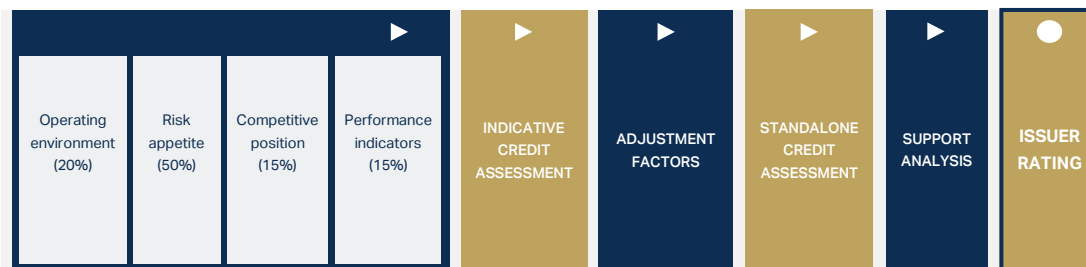 Operating
environment
(20%)
Risk
appetite
(50%)
Competitive
position
(15%)
Performance
indicators
(15%)
INDICATIVE
CREDIT
ASSESSMENT
ADJUSTMENT
FACTORS
STANDALONE
CREDIT
ASSESSMENT
SUPPORT
ANALYSIS
ISSUER
RATING